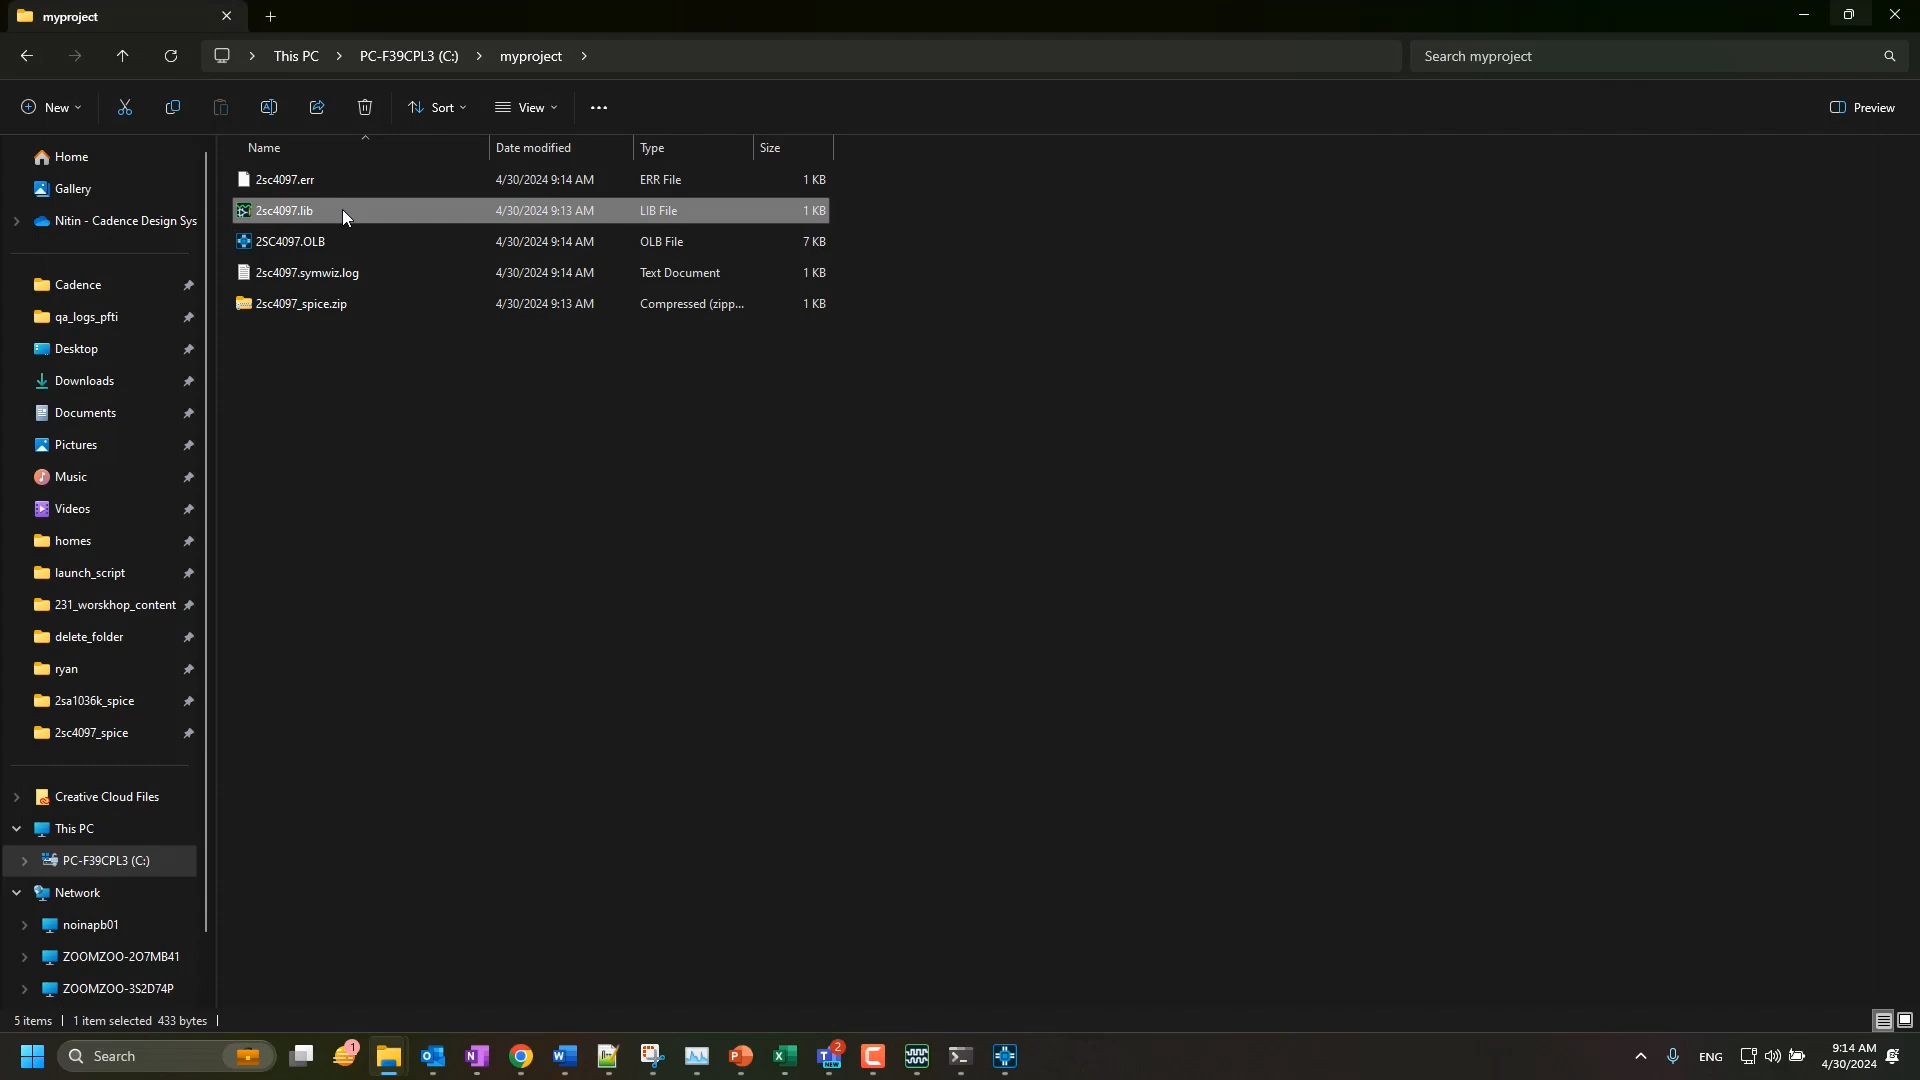 myproject
This PC
PC-F39CPL3 (C:)
myproject
Search myproject
New
Sort
View
Preview
Name
Date modified
Type
Size
2sc4097.err 4/30/2024 9:14 AM ERR File 1 KB
2sc4097.lib 4/30/2024 9:13 AM LIB File 1 KB
2SC4097.OLB 4/30/2024 9:14 AM OLB File 7 KB
2sc4097.symwiz.log 4/30/2024 9:14 AM Text Document 1 KB
2sc4097_spice.zip 4/30/2024 9:13 AM Compressed (zipp... 1 KB
Home
Gallery
Nitin - Cadence Design Sys
Cadence
qa_logs_pfti
Desktop
Downloads
Documents
Pictures
Music
Videos
homes
launch_script
231_worskhop_content
delete_folder
ryan
2sa1036k_spice
2sc4097_spice
Creative Cloud Files
This PC
PC-F39CPL3 (C:)
Network
noinapb01
ZOOMZOO-2O7MB41
ZOOMZOO-3S2D74P
5 items
1 item selected 433 bytes
Search
1
2
NEW
ENG
9:14 AM
4/30/2024